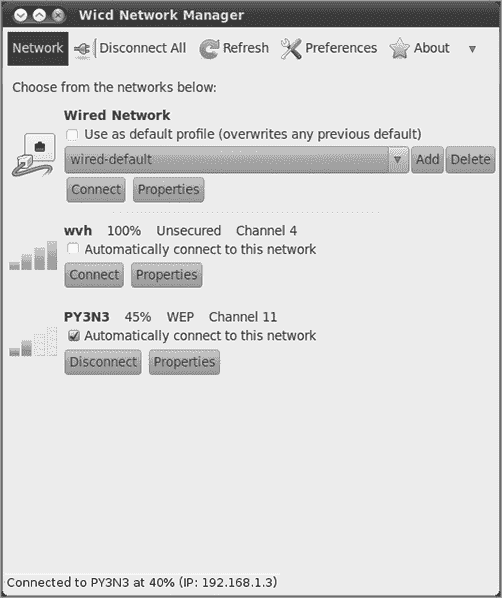 Wicd Network Manager
Network Disconnect All Refresh Preferences About
Choose from the networks below:
Wired Network
Use as default profile (overwrites any previous default)
wired-default Add Delete
Connect Properties
wvh 100% Unsecured Channel 4
Automatically connect to this network
Connect Properties
PY3N3 45% WEP Channel 11
Automatically connect to this network
Disconnect Properties
Connected to PY3N3 at 40% (IP: 192.168.1.3)